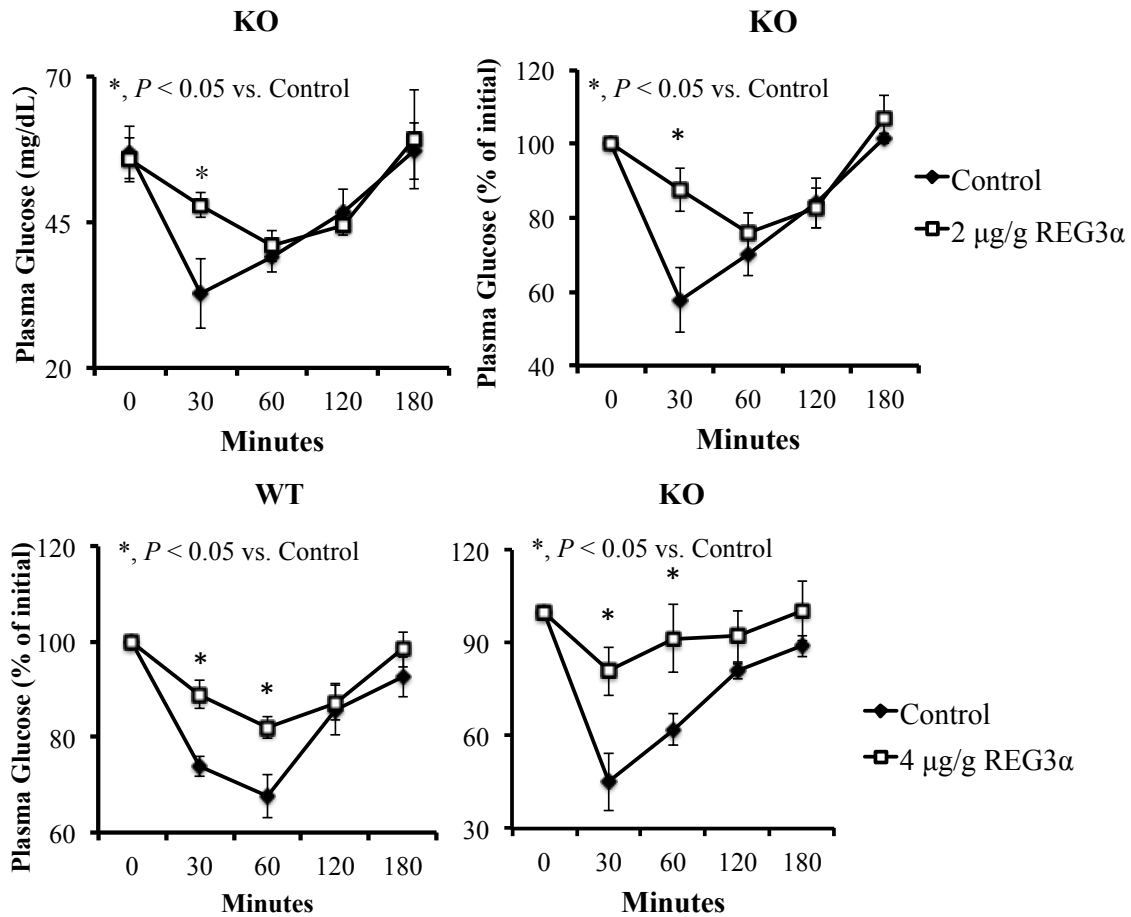 KO
Plasma Glucose (mg/dL)
*, P < 0.05 vs. Control
70
45
20
*
0 30 60 120 180
Minutes
KO
Plasma Glucose (% of initial)
*, P < 0.05 vs. Control
120
100
80
60
40
*
0 30 60 120 180
Minutes
Control
2 μg/g REG3α
WT
Plasma Glucose (% of initial)
*, P < 0.05 vs. Control
120
100
80
60
* *
0 30 60 120 180
Minutes
KO
*, P < 0.05 vs. Control
120
90
60
30
* *
0 30 60 120 180
Minutes
Control
4 μg/g REG3α